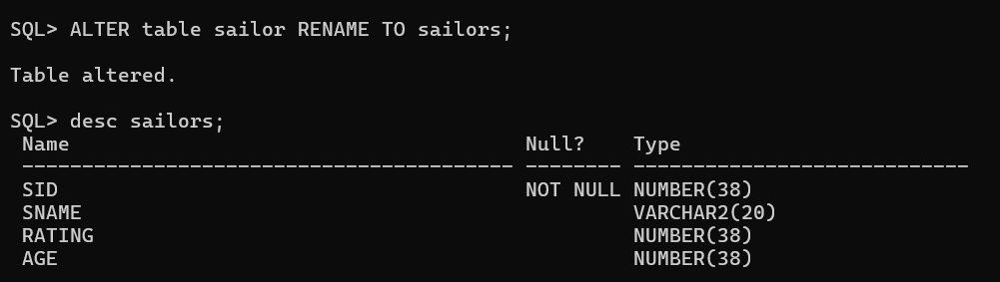 SQL> ALTER table sailor RENAME TO sailors;
Table altered.
SQL> desc sailors;
Name Null? Type
----------------------------------------- -------- ----------------------------
SID NOT NULL NUMBER(38)
SNAME VARCHAR2(20)
RATING NUMBER(38)
AGE NUMBER(38)